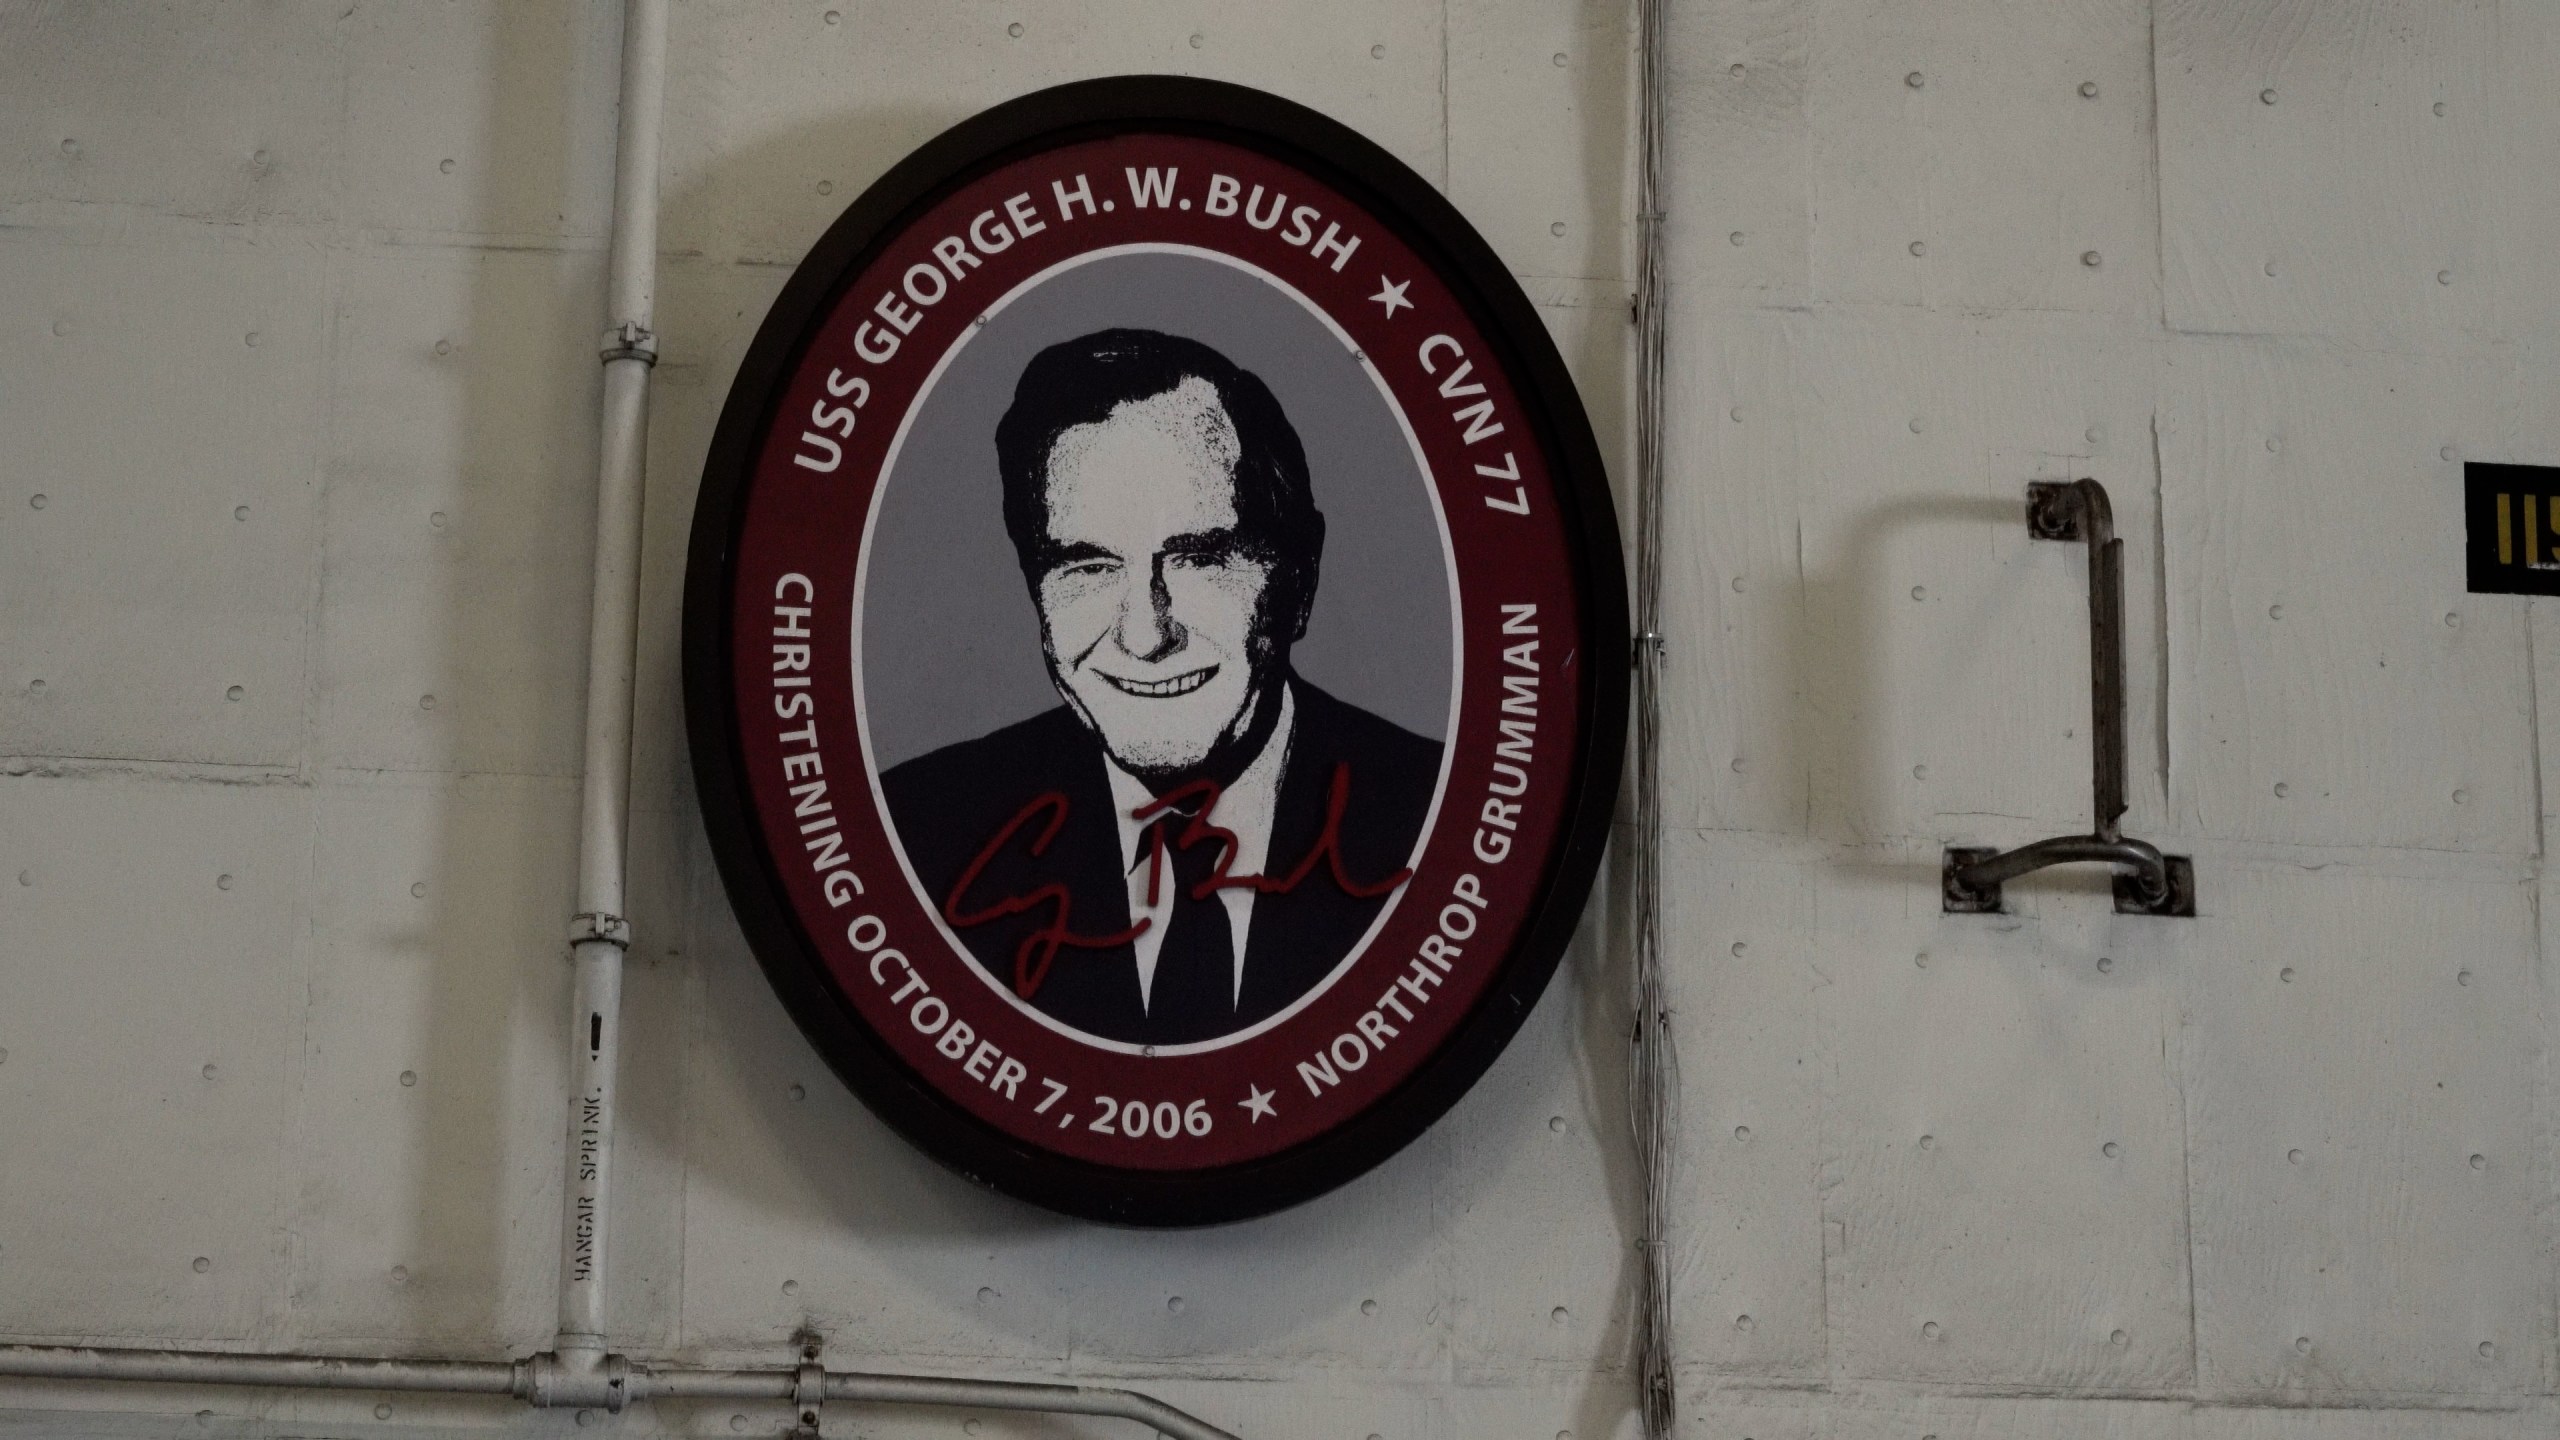 USS GEORGE H. W. BUSH ★ CVN 77
CHRISTENING OCTOBER 7, 2006 ★ NORTHROP GRUMMAN
HANGAR SPRINK.